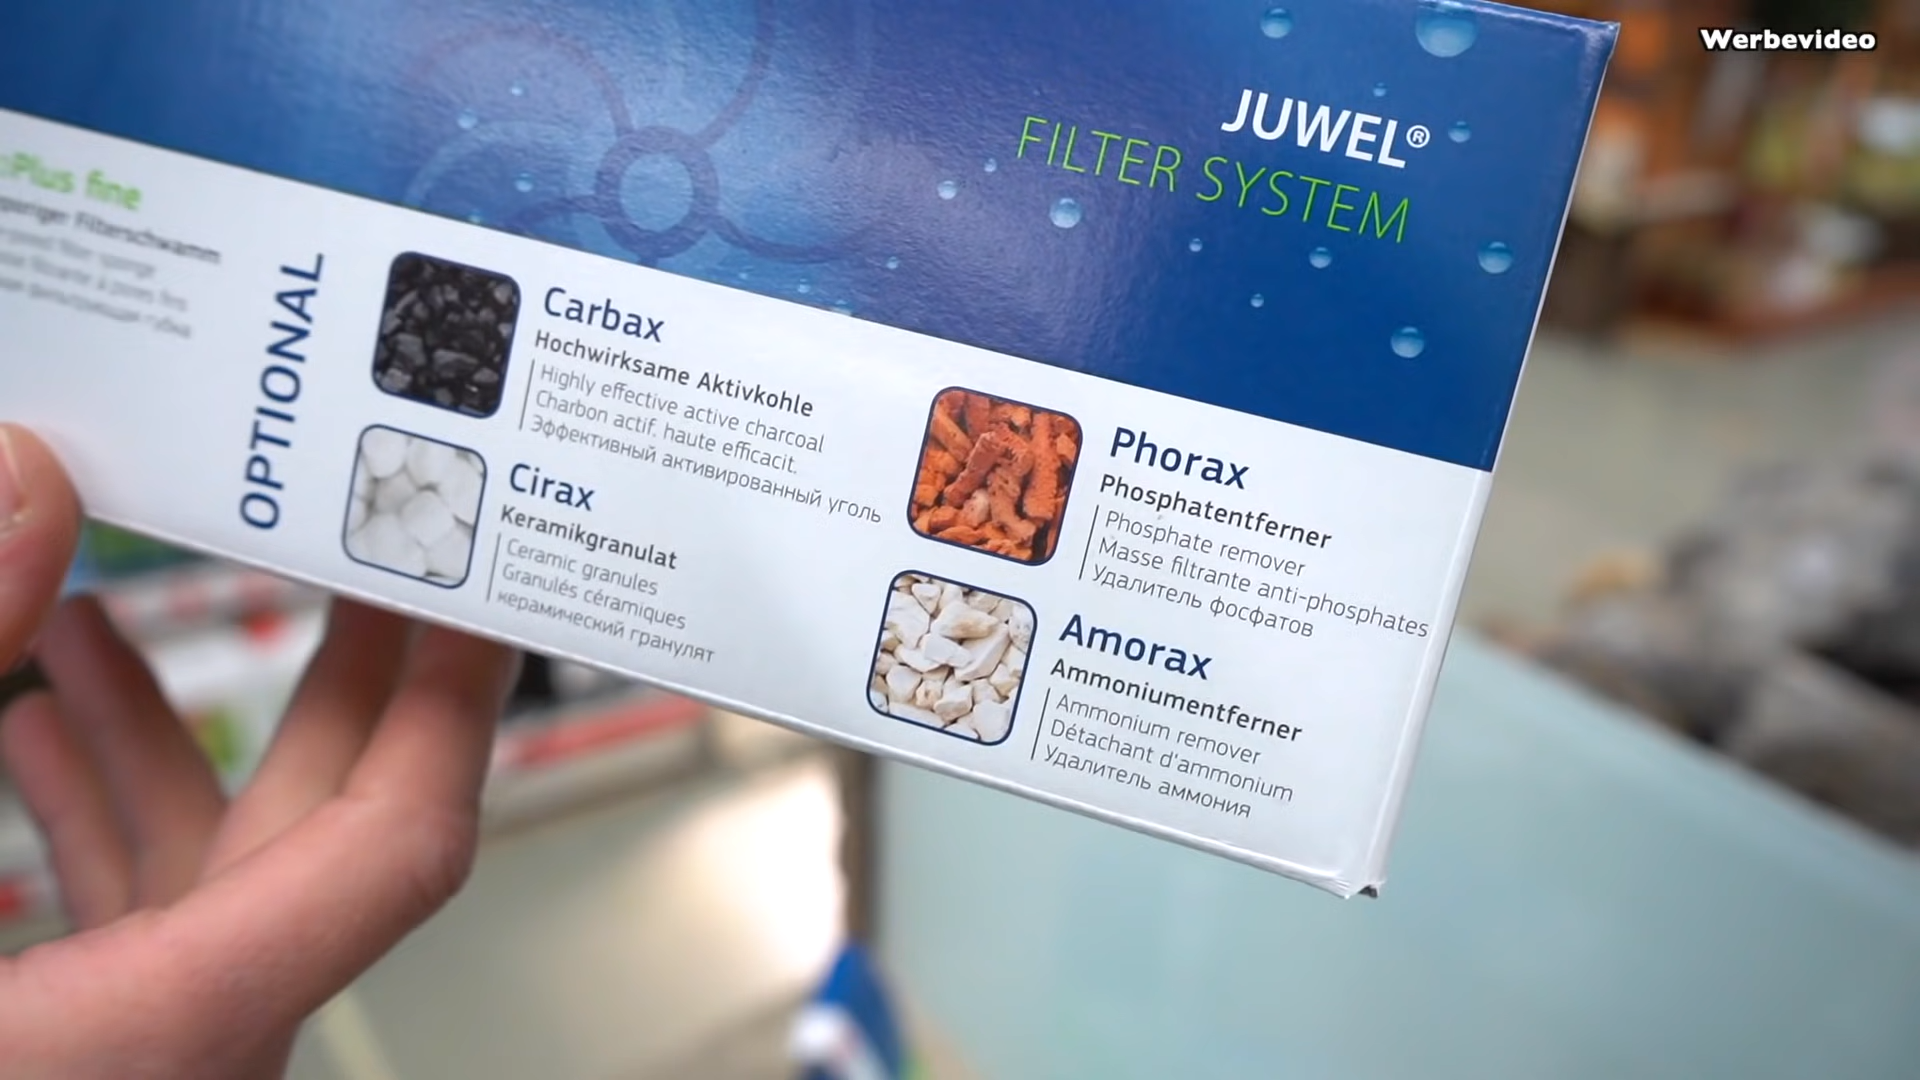 Werbevideo
JUWEL®
FILTER SYSTEM
Plus fine
Filterschwamm
OPTIONAL
Carbax
Hochwirksame Aktivkohle
Highly effective active charcoal
Charbon actif. haute efficacit.
Эффективный активированный уголь
Cirax
Keramikgranulat
Ceramic granules
Granulés céramiques
керамический гранулят
Phorax
Phosphatentferner
Phosphate remover
Masse filtrante anti-phosphates
Удалитель фосфатов
Amorax
Ammoniumentferner
Ammonium remover
Détachant d'ammonium
Удалитель аммония